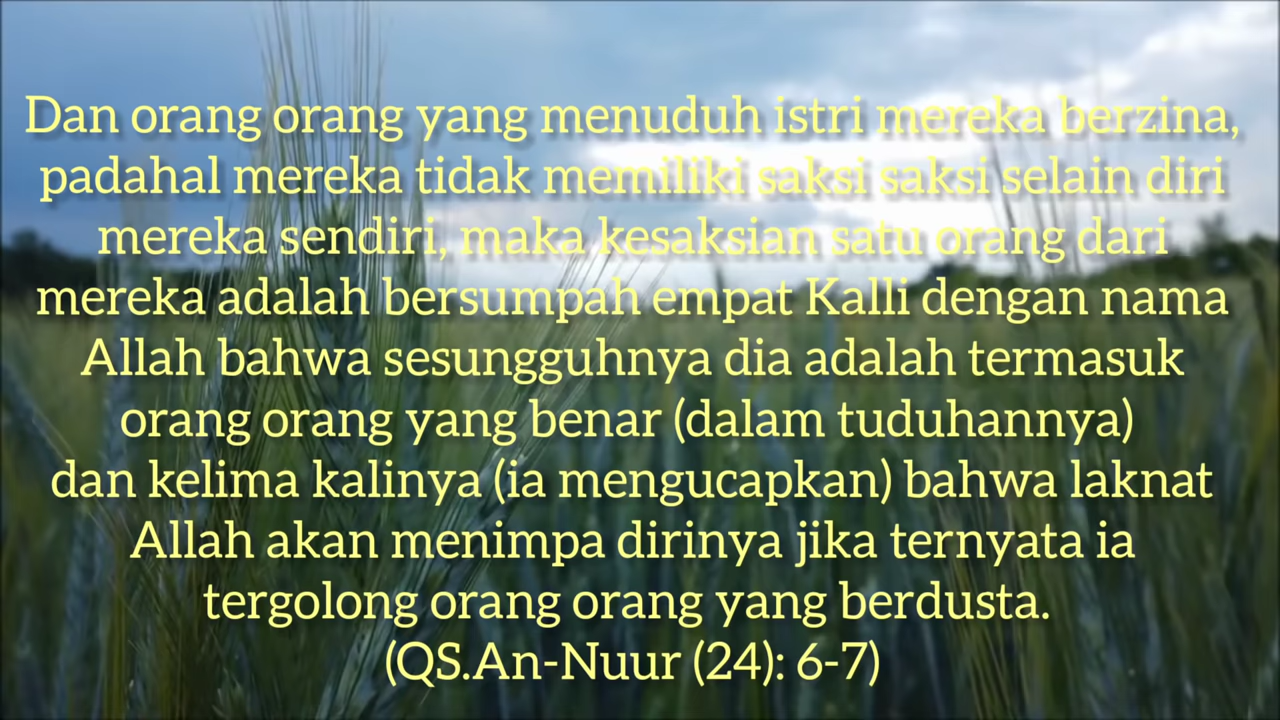 Dan orang orang yang menuduh istri mereka berzina,
padahal mereka tidak memiliki saksi saksi selain diri
mereka sendiri, maka kesaksian satu orang dari
mereka adalah bersumpah empat Kalli dengan nama
Allah bahwa sesungguhnya dia adalah termasuk
orang orang yang benar (dalam tuduhannya)
dan kelima kalinya (ia mengucapkan) bahwa laknat
Allah akan menimpa dirinya jika ternyata ia
tergolong orang orang yang berdusta.
(QS.An-Nuur (24): 6-7)